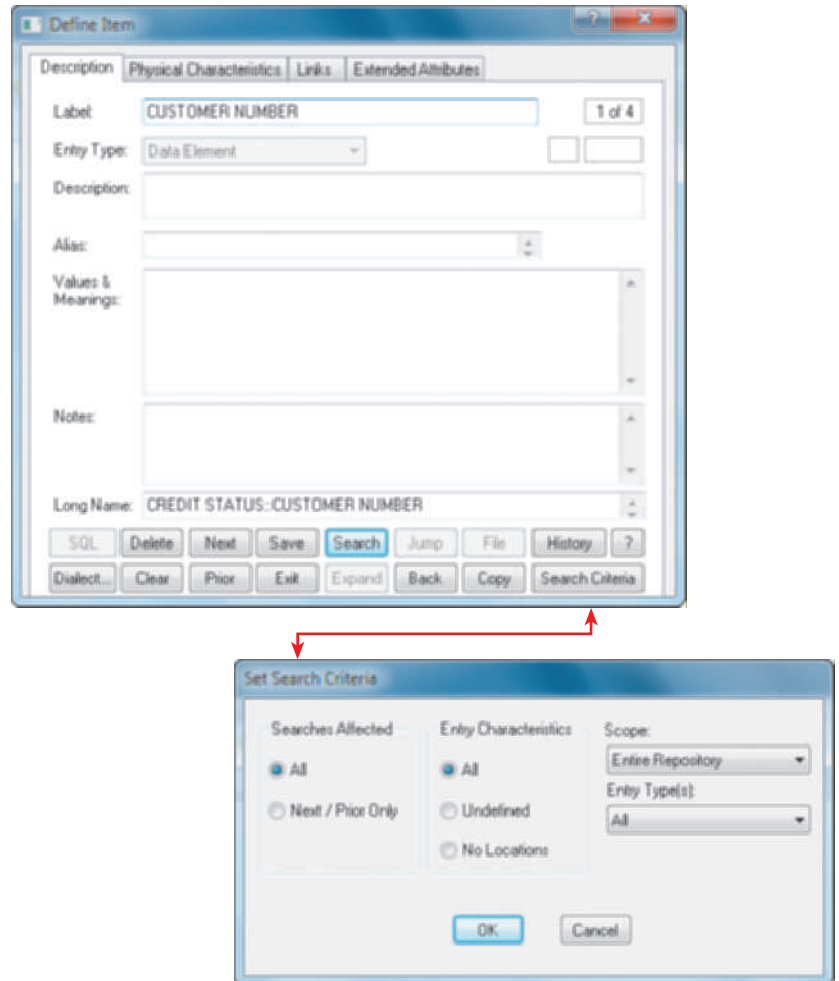 Define Item
?
Description Physical Characteristics Links Extended Attributes
Label: CUSTOMER NUMBER 1 of 4
Entry Type: Data Element
Description:
Alias:
Values &
Meanings:
Notes:
Long Name: CREDIT STATUS::CUSTOMER NUMBER
SQL Delete Next Save Search Jump File History ?
Dialect... Clear Prior Exit Expand Back Copy Search Criteria
Set Search Criteria
Searches Affected
All
Next / Prior Only
Entry Characteristics
All
Undefined
No Locations
Scope:
Entire Repository
Entry Type(s):
All
OK Cancel